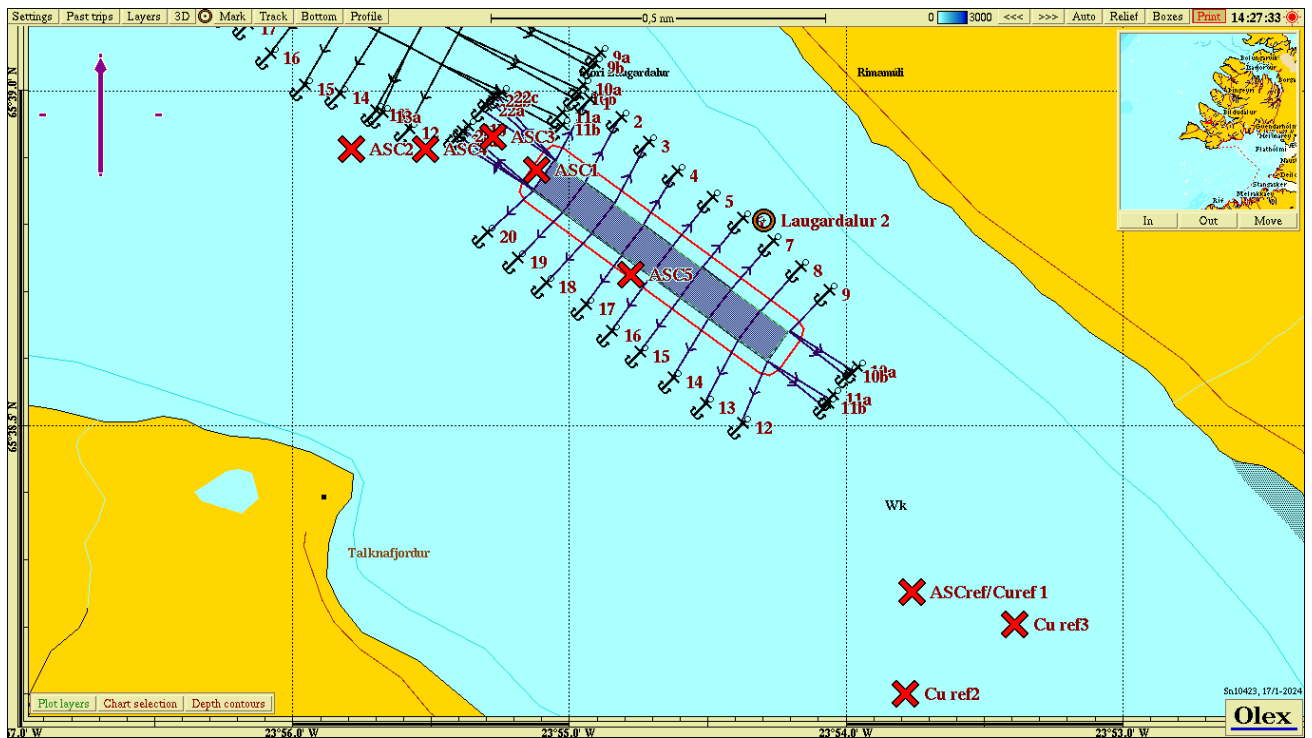 Settings Past trips Layers 3D Mark Track Bottom Profile 0,5 nm 0 3000 <<< >>> Auto Relief Boxes Print 14:27:33
17
16
15
14
13a
12
22c
22a
9a
9b
10a
11a
11b
Rimamúli
65°39,0' N
ASC2
ASC3
ASC1
ASC5
2
3
4
5
Laugardalur 2
7
8
9
10b
11a
11b
12
13
14
15
16
17
18
19
20
65°38,5' N
Wk
Talknafjordur
ASCref/Curef 1
Cu ref3
Cu ref2
Bolungarvik
Bildudalur
Flathólmi
Stangasker
Rif
In Out Move
Plot layers Chart selection Depth contours
Sn10423, 17/1-2024
Olex
23°56,0' W 23°55,0' W 23°54,0' W 23°53,0' W